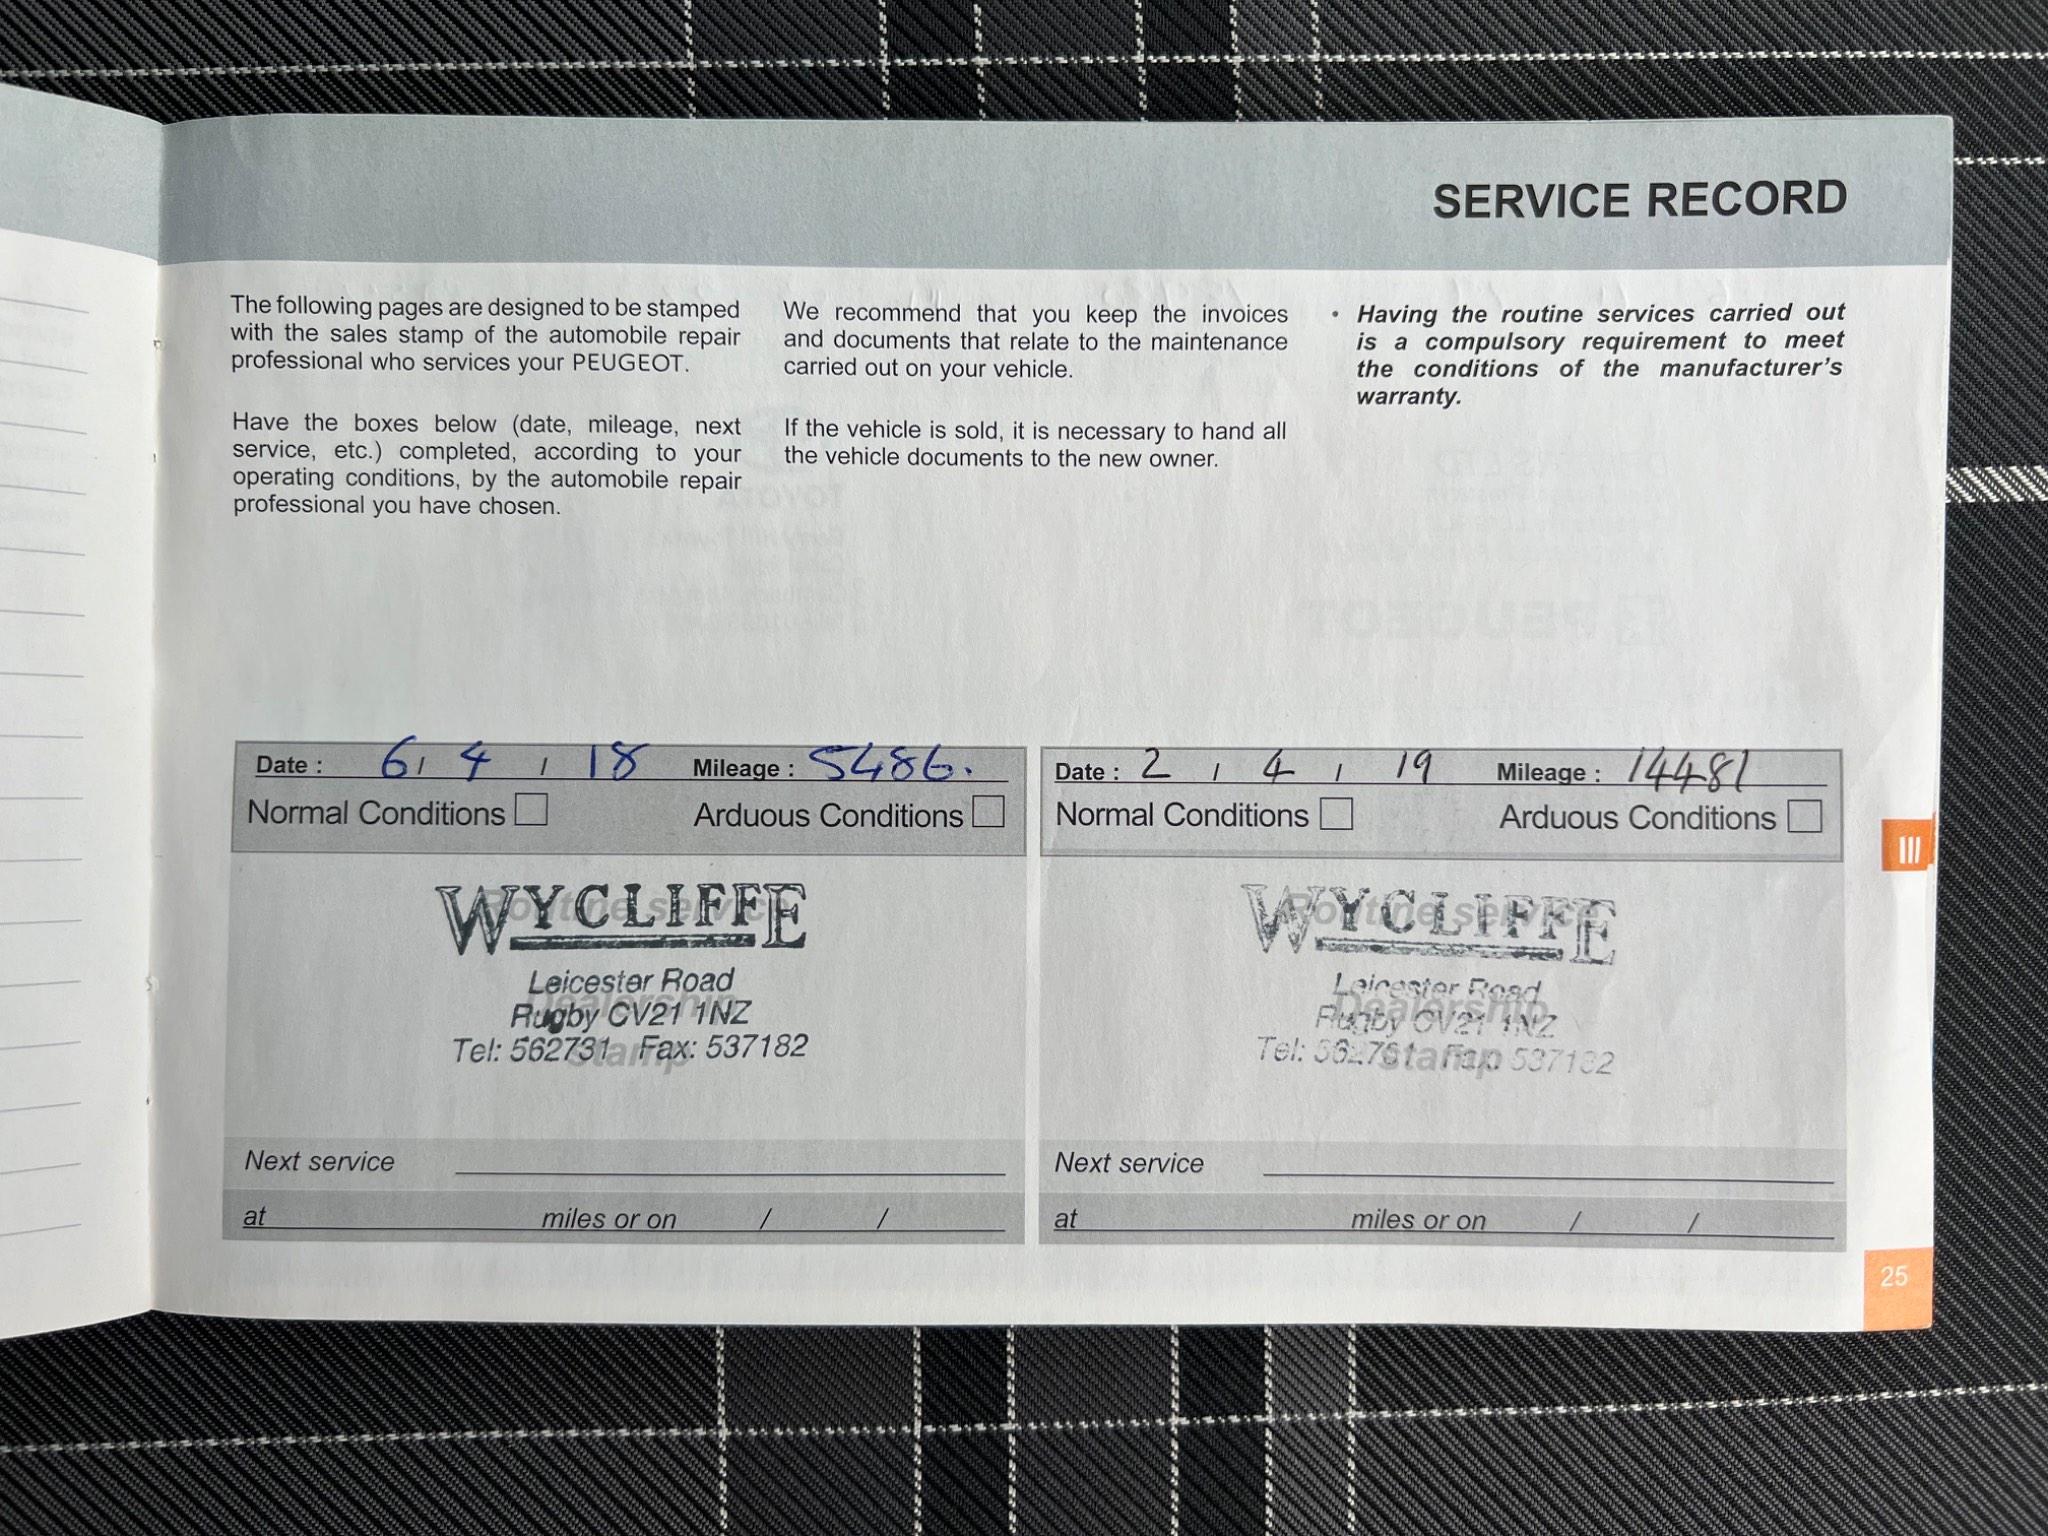 SERVICE RECORD
The following pages are designed to be stamped
with the sales stamp of the automobile repair
professional who services your PEUGEOT.
Have the boxes below (date, mileage, next
service, etc.) completed, according to your
operating conditions, by the automobile repair
professional you have chosen.
We recommend that you keep the invoices
and documents that relate to the maintenance
carried out on your vehicle.
If the vehicle is sold, it is necessary to hand all
the vehicle documents to the new owner.
• Having the routine services carried out
is a compulsory requirement to meet
the conditions of the manufacturer's
warranty.
Date : 6 / 4 / 18 Mileage : 5486.
Normal Conditions Arduous Conditions
Routine service
WYCLIFFE
Leicester Road
Dealership
Rugby CV21 1NZ
Tel: 562731 Fax: 537182
Stamp
Next service
at miles or on / /
Date : 2 / 4 / 19 Mileage : 14481
Normal Conditions Arduous Conditions
Routine service
WYCLIFFE
Leicester Road
Dealership
Rugby CV21 1NZ
Tel: 562731 Fax: 537182
Stamp
Next service
at miles or on / /
III
25